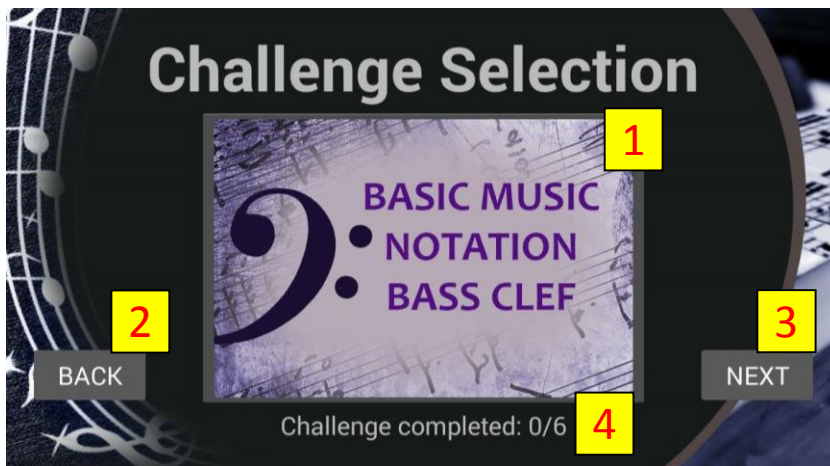 Challenge Selection
1
BASIC MUSIC
NOTATION
BASS CLEF
2
3
BACK
NEXT
Challenge completed: 0/6
4